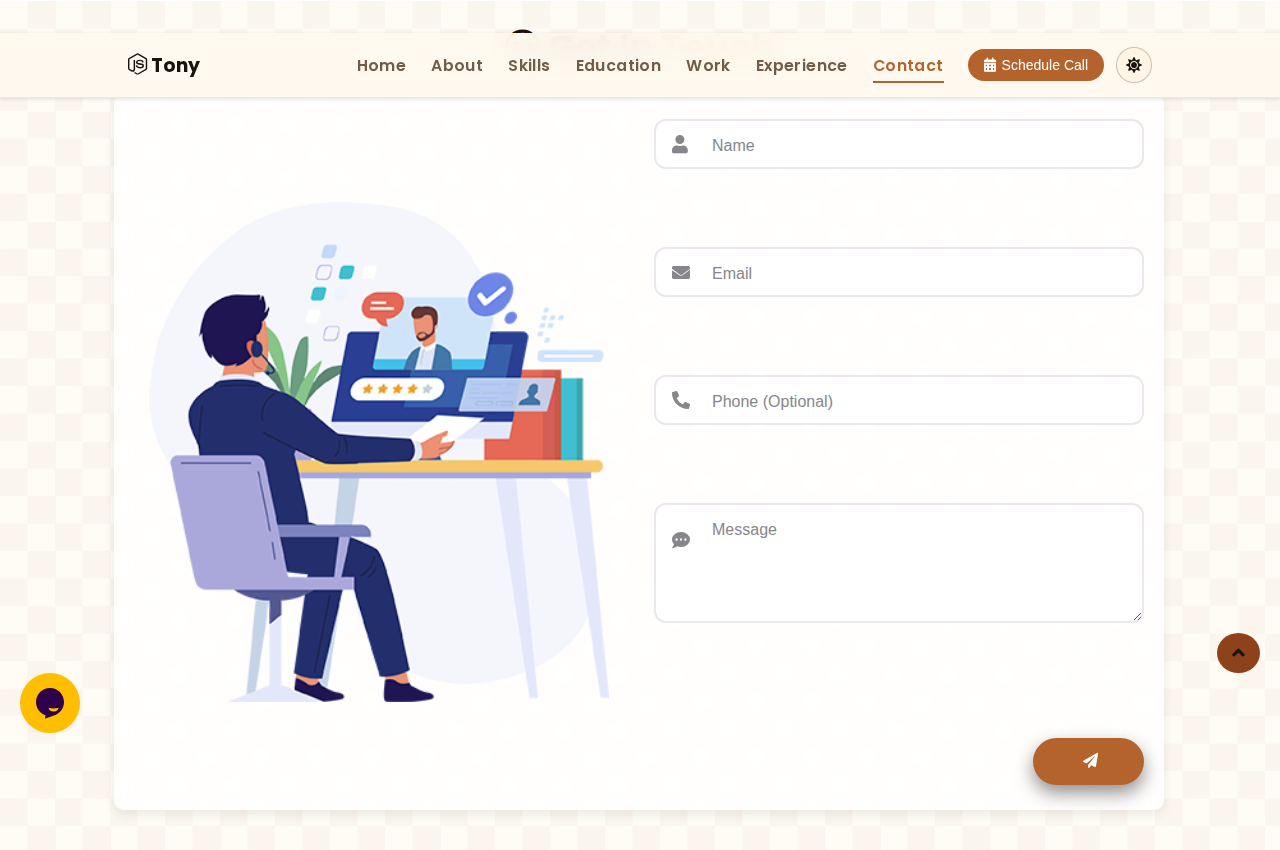 Tony
Home About Skills Education Work Experience Contact Schedule Call
Name
Email
Phone (Optional)
Message